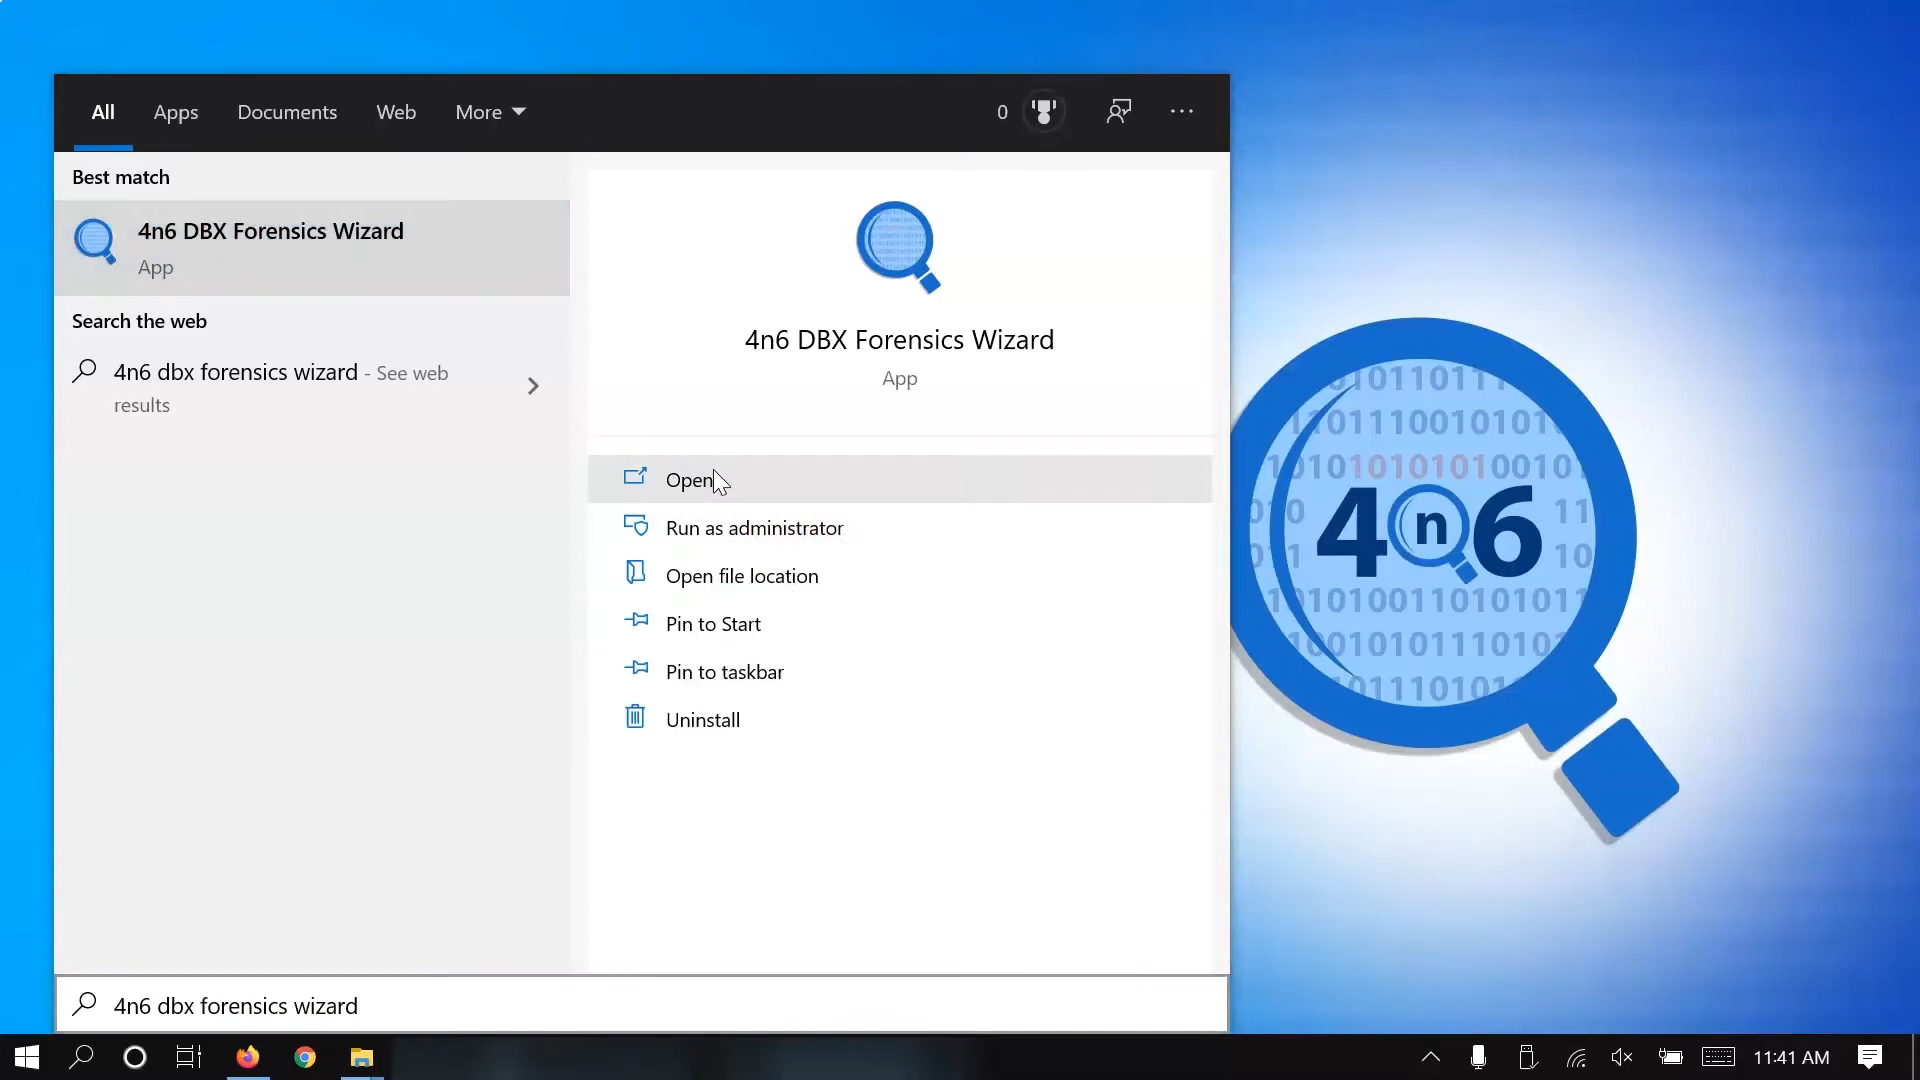 All Apps Documents Web More 0 ...
Best match
4n6 DBX Forensics Wizard
App
Search the web
4n6 dbx forensics wizard - See web
results
4n6 DBX Forensics Wizard
App
Open
Run as administrator
Open file location
Pin to Start
Pin to taskbar
Uninstall
4n6
4n6 dbx forensics wizard
11:41 AM